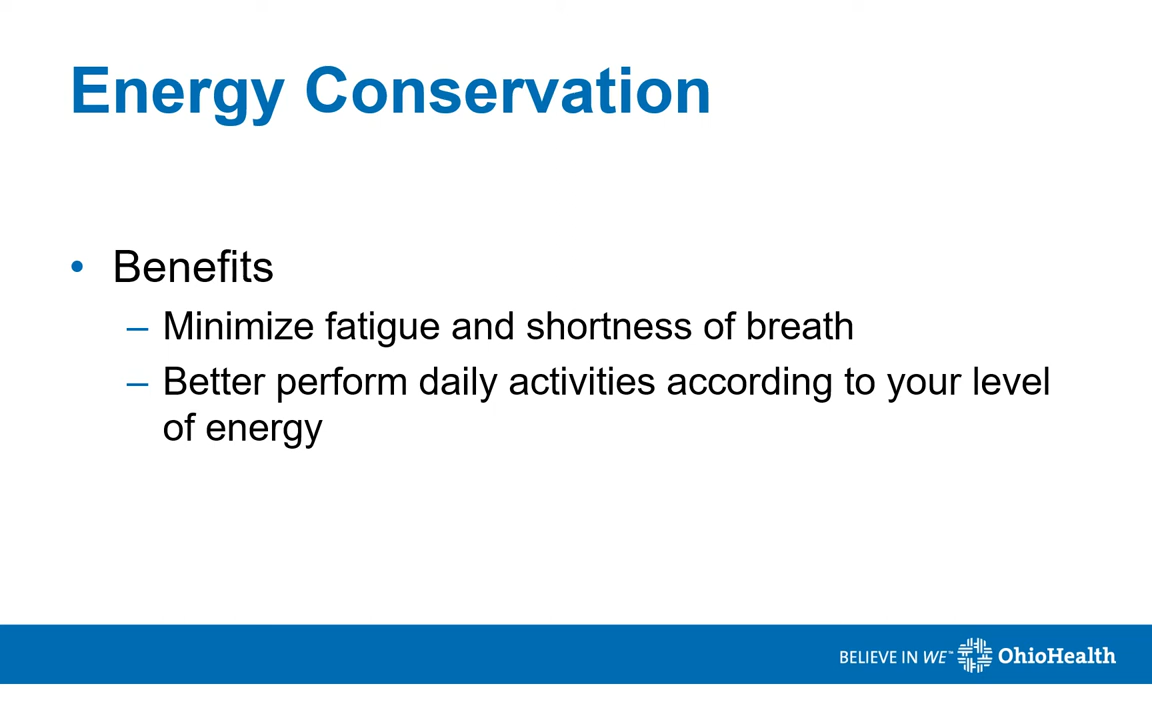 Energy Conservation
• Benefits
– Minimize fatigue and shortness of breath
– Better perform daily activities according to your level
of energy
BELIEVE IN WE™ OhioHealth